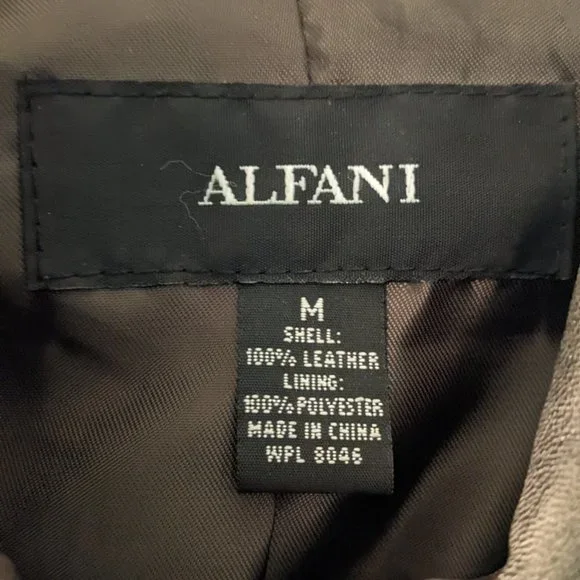 ALFANI
M
SHELL:
100% LEATHER
LINING:
100% POLYESTER
MADE IN CHINA
WPL 8046